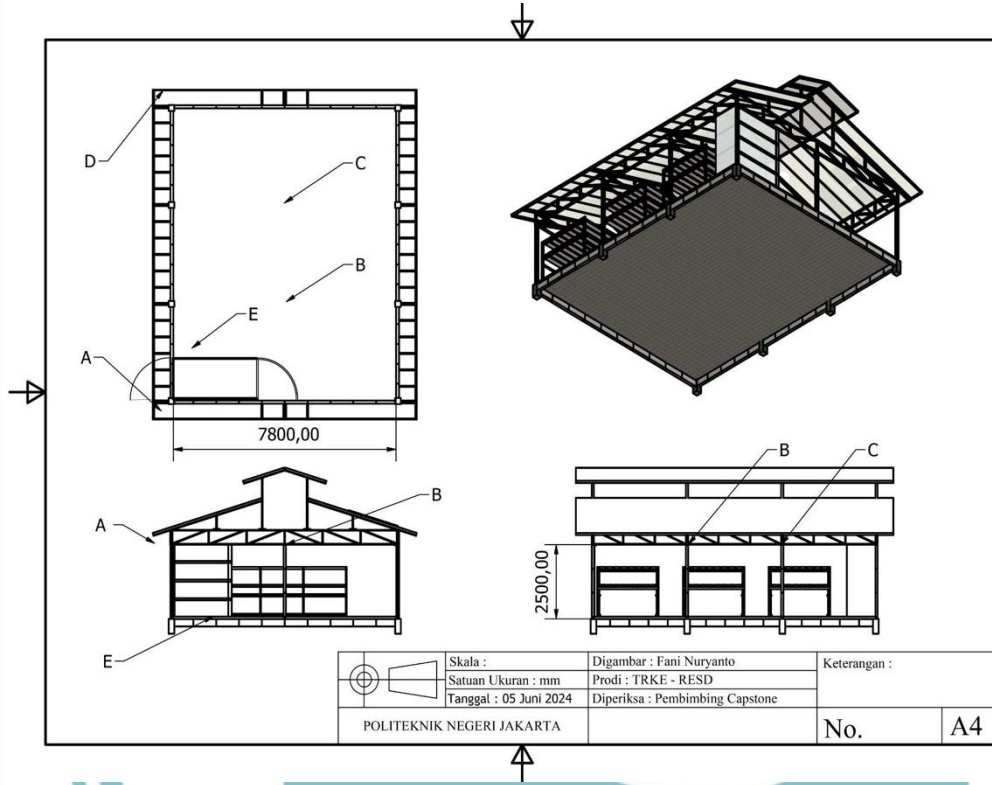 D
C
B
E
A
7800,00
A
B
E
B
C
2500,00
Skala :
Satuan Ukuran : mm
Tanggal : 05 Juni 2024
Digambar : Fani Nuryanto
Prodi : TRKE - RESD
Diperiksa : Pembimbing Capstone
Keterangan :
POLITEKNIK NEGERI JAKARTA
No.
A4